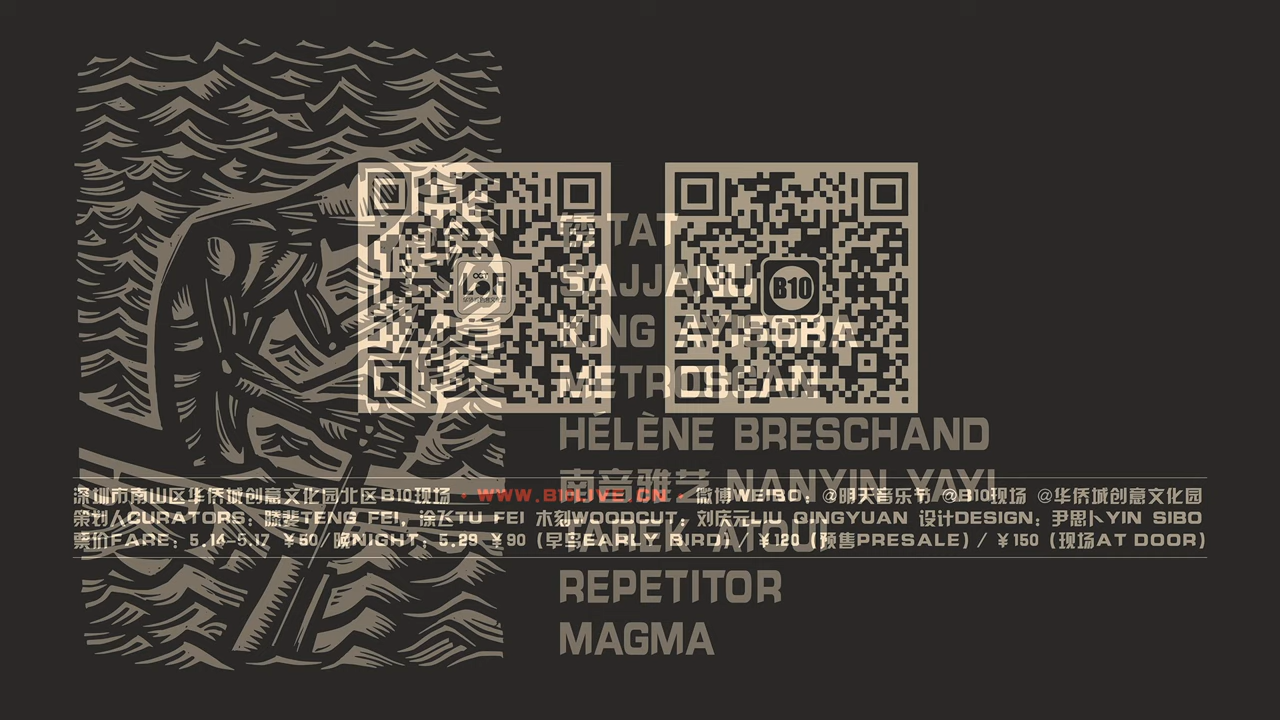 TAT
SAJJANU
KING AYISOBA
METROSCAN
HÉLÈNE BRESCHAND
南音雅艺 NANYIN YAYI
TAREK ATOUI
REPETITOR
MAGMA
OCT
LOFT
B10
深圳市南山区华侨城创意文化园北区B10现场 · WWW.B10LIVE.CN · 微博WEIBO: @明天音乐节 @B10现场 @华侨城创意文化园
策划人CURATORS: 滕斐TENG FEI, 涂飞TU FEI 木刻WOODCUT: 刘庆元LIU QINGYUAN 设计DESIGN: 尹思卜YIN SIBO
票价FARE: 5.14-5.17 ¥60/晚NIGHT; 5.29 ¥90 (早鸟EARLY BIRD) / ¥120 (预售PRESALE) / ¥150 (现场AT DOOR)